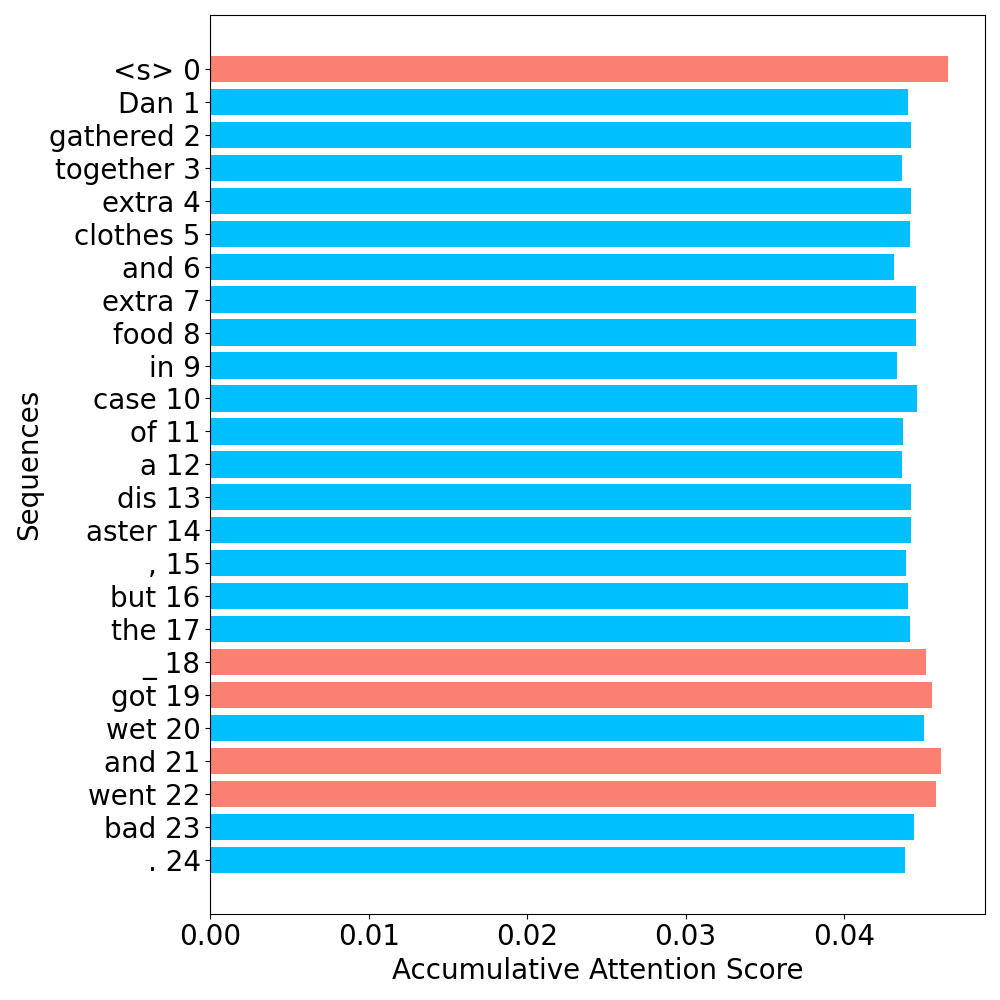 <s> 0
Dan 1
gathered 2
together 3
extra 4
clothes 5
and 6
extra 7
food 8
in 9
case 10
of 11
a 12
dis 13
aster 14
, 15
but 16
the 17
_ 18
got 19
wet 20
and 21
went 22
bad 23
. 24
Sequences
0.00 0.01 0.02 0.03 0.04
Accumulative Attention Score